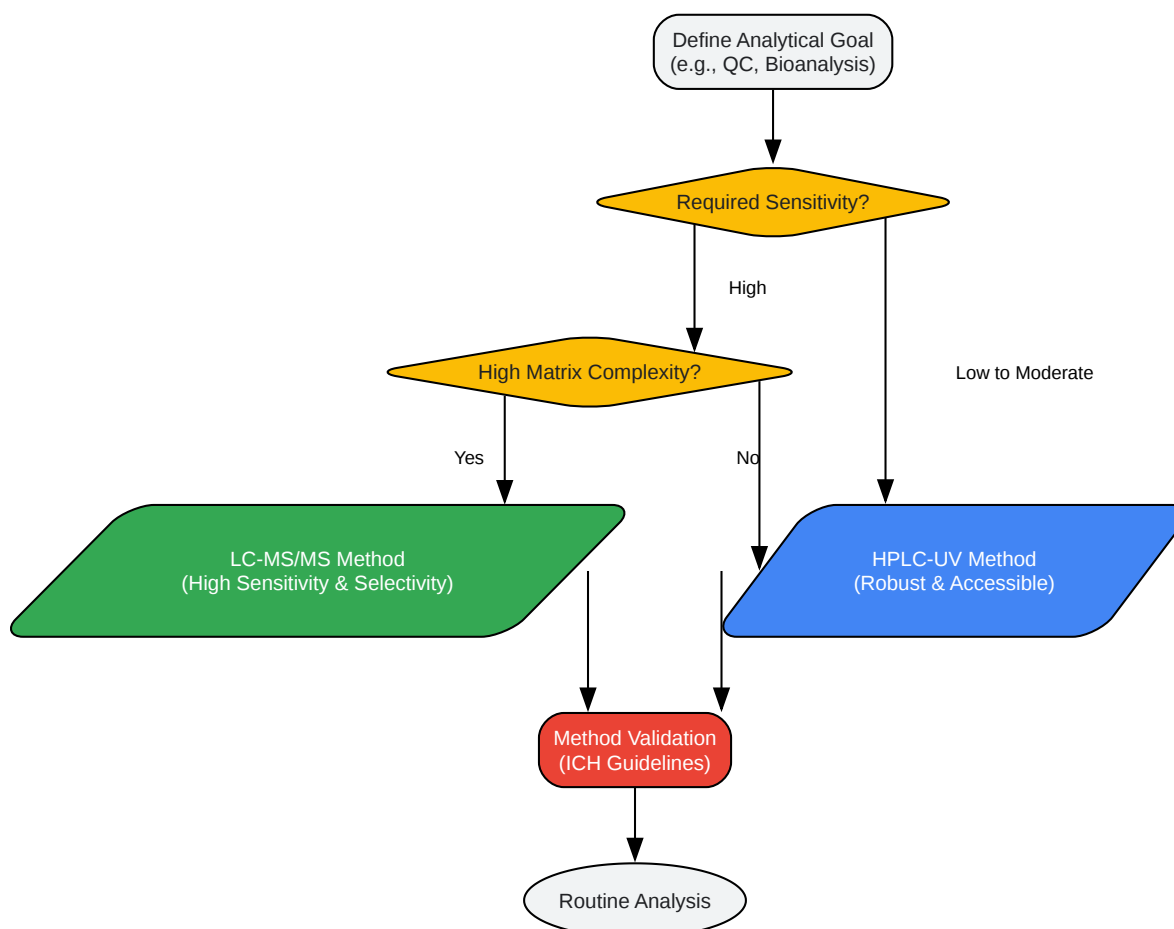 Define Analytical Goal
(e.g., QC, Bioanalysis)
Required Sensitivity?
High
High Matrix Complexity?
Low to Moderate
Yes
No
LC-MS/MS Method
(High Sensitivity & Selectivity)
HPLC-UV Method
(Robust & Accessible)
Method Validation
(ICH Guidelines)
Routine Analysis